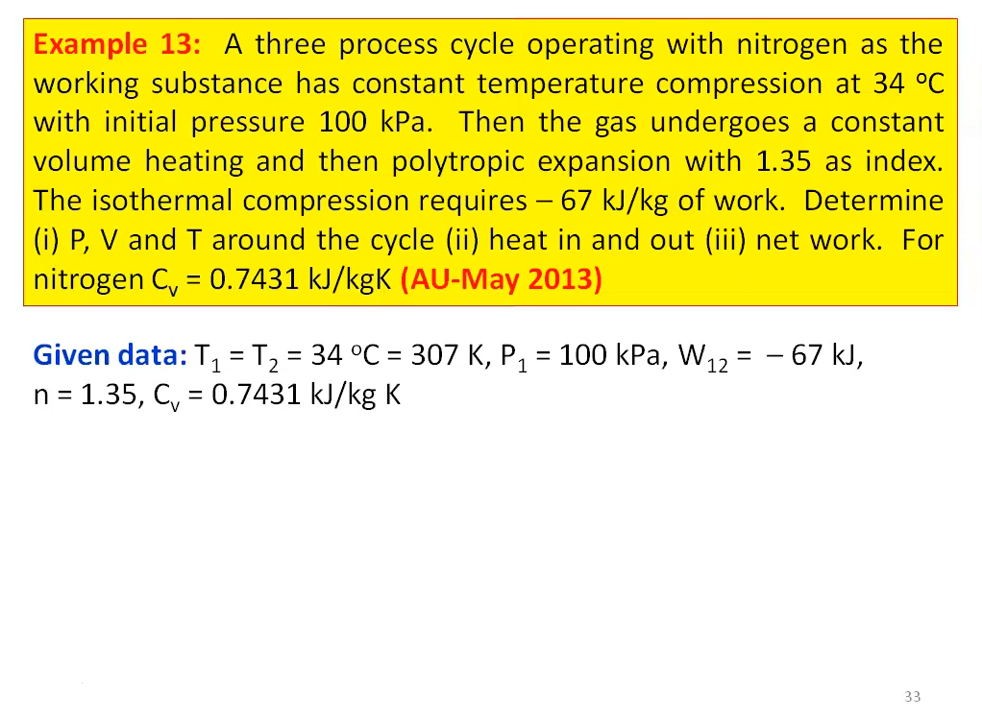 Example 13: A three process cycle operating with nitrogen as the
working substance has constant temperature compression at 34 ᵒC
with initial pressure 100 kPa. Then the gas undergoes a constant
volume heating and then polytropic expansion with 1.35 as index.
The isothermal compression requires – 67 kJ/kg of work. Determine
(i) P, V and T around the cycle (ii) heat in and out (iii) net work. For
nitrogen Cᵥ = 0.7431 kJ/kgK (AU-May 2013)
Given data: T₁ = T₂ = 34 ᵒC = 307 K, P₁ = 100 kPa, W₁₂ = – 67 kJ,
n = 1.35, Cᵥ = 0.7431 kJ/kg K
33